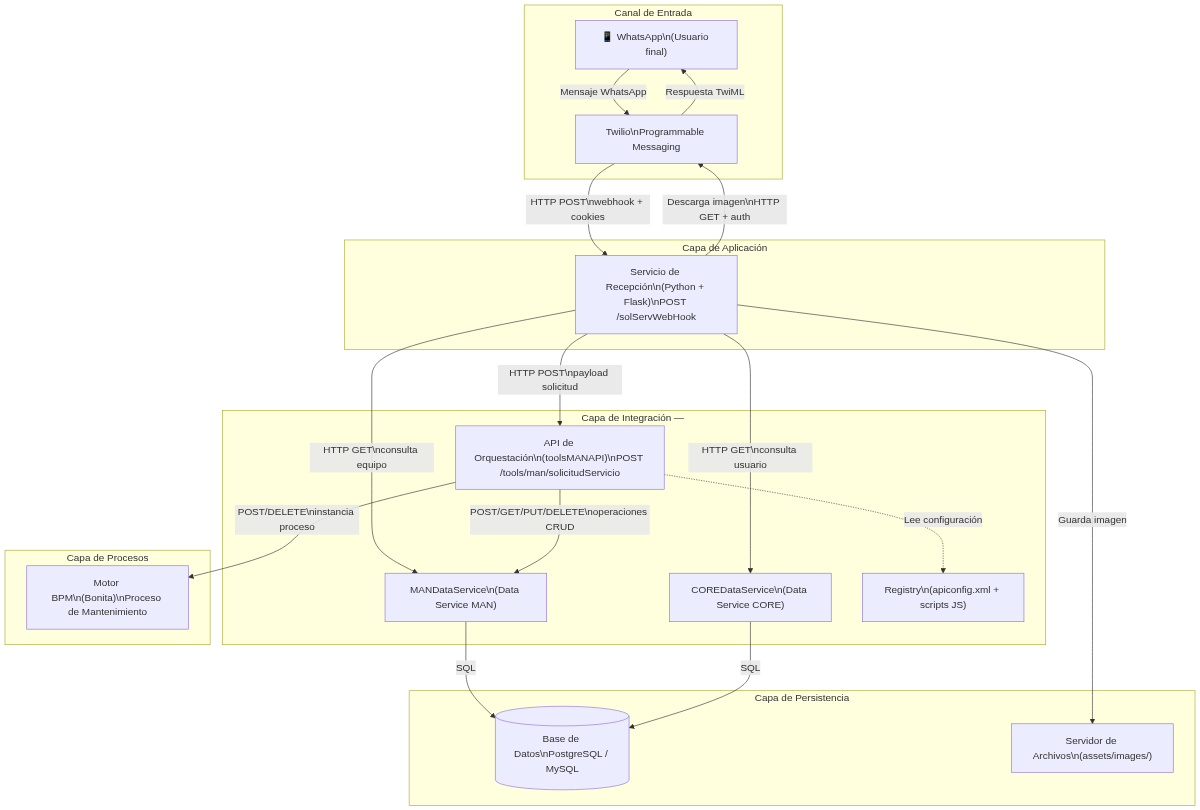 Canal de Entrada
📱 WhatsApp\n(Usuario
final)
Mensaje WhatsApp
Respuesta TwiML
Twilio\nProgrammable
Messaging
HTTP POST\nwebhook +
cookies
Descarga imagen\nHTTP
GET + auth
Capa de Aplicación
Servicio de
Recepción\n(Python +
Flask)\nPOST
/solServWebHook
HTTP POST\npayload
solicitud
Capa de Integración —
HTTP GET\nconsulta
equipo
API de
Orquestación\n(toolsMANAPI)\nPOST
/tools/man/solicitudServicio
HTTP GET\nconsulta
usuario
POST/DELETE\ninstancia
proceso
POST/GET/PUT/DELETE\noperaciones
CRUD
Lee configuración
Guarda imagen
Capa de Procesos
Motor
BPM\n(Bonita)\nProceso
de Mantenimiento
MANDataService\n(Data
Service MAN)
COREDataService\n(Data
Service CORE)
Registry\n(apiconfig.xml +
scripts JS)
SQL
SQL
Capa de Persistencia
Base de
Datos\nPostgreSQL /
MySQL
Servidor de
Archivos\n(assets/images/)